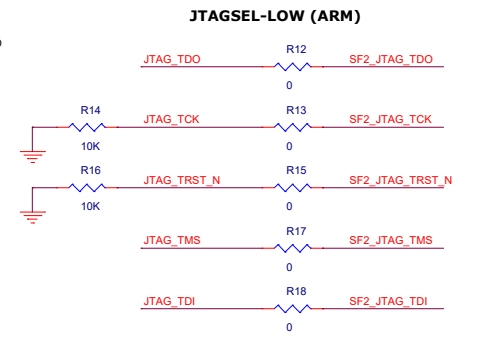 JTAGSEL-LOW (ARM)
JTAG_TDO R12 SF2_JTAG_TDO
0
R14 JTAG_TCK R13 SF2_JTAG_TCK
10K 0
R16 JTAG_TRST_N R15 SF2_JTAG_TRST_N
10K 0
JTAG_TMS R17 SF2_JTAG_TMS
0
JTAG_TDI R18 SF2_JTAG_TDI
0